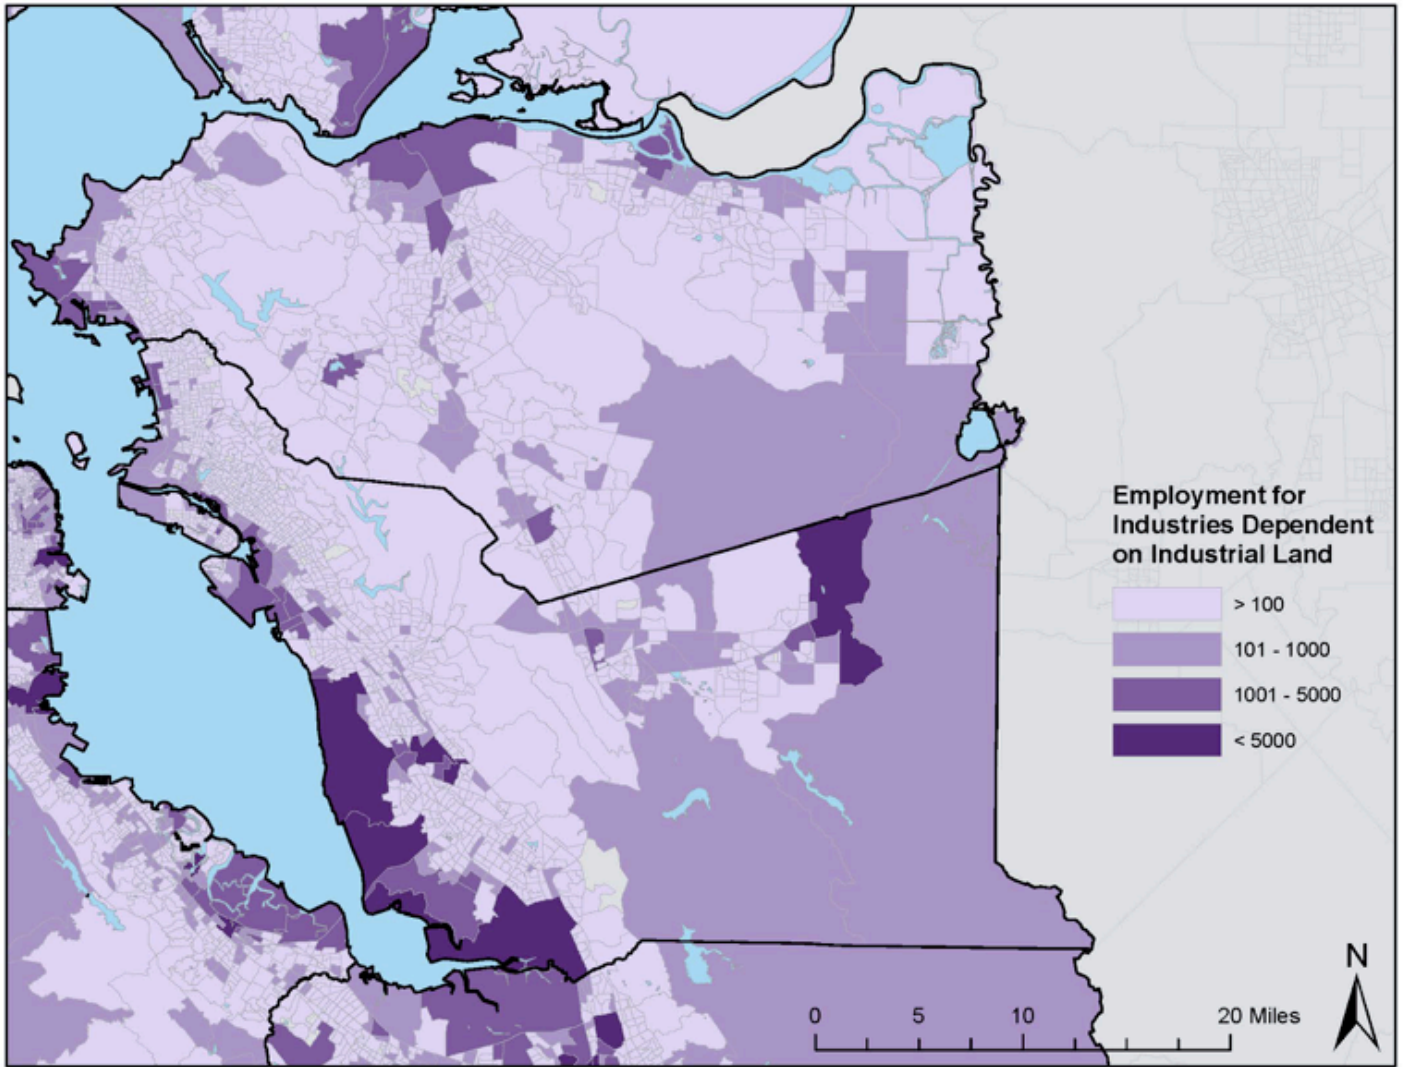 Employment for
Industries Dependent
on Industrial Land
> 100
101 - 1000
1001 - 5000
< 5000
N
0 5 10 20 Miles